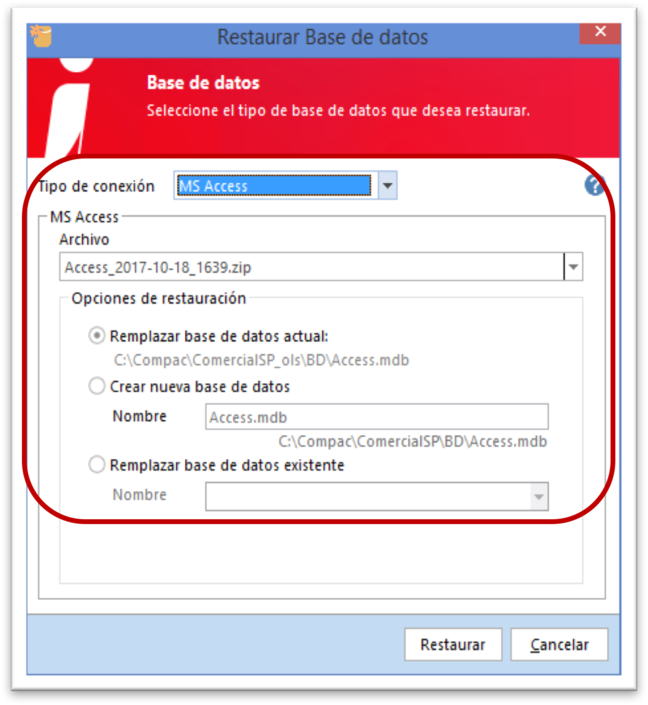 Restaurar Base de datos
Base de datos
Seleccione el tipo de base de datos que desea restaurar.
Tipo de conexión MS Access ?
MS Access
Archivo
Access_2017-10-18_1639.zip
Opciones de restauración
Remplazar base de datos actual:
C:\Compac\ComercialSP_ols\BD\Access.mdb
Crear nueva base de datos
Nombre Access.mdb
C:\Compac\ComercialSP\BD\Access.mdb
Remplazar base de datos existente
Nombre
Restaurar Cancelar